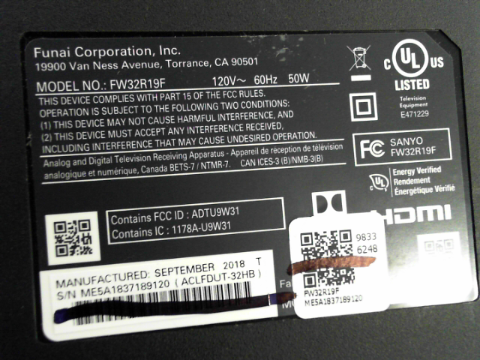 Funai Corporation, Inc.
19900 Van Ness Avenue, Torrance, CA 90501
MODEL NO.: FW32R19F 120V~ 60Hz 50W
THIS DEVICE COMPLIES WITH PART 15 OF THE FCC RULES.
OPERATION IS SUBJECT TO THE FOLLOWING TWO CONDITIONS:
(1) THIS DEVICE MAY NOT CAUSE HARMFUL INTERFERENCE, AND
(2) THIS DEVICE MUST ACCEPT ANY INTERFERENCE RECEIVED,
INCLUDING INTERFERENCE THAT MAY CAUSE UNDESIRED OPERATION.
Analog and Digital Television Receiving Apparatus - Appareil de réception de télévision
analogique et numérique, Canada BETS-7 / NTMR-7. CAN ICES-3 (B)/NMB-3(B)
C UL US
LISTED
Television
Equipment
E471229
FC SANYO
FW32R19F
UL Energy Verified
Rendement
Énergétique Vérifié
Contains FCC ID : ADTU9W31
Contains IC : 1178A-U9W31
HDMI
MANUFACTURED: SEPTEMBER 2018 T
S/N ME5A1837189120 ( ACLFDUT-32HB )
9833
6248
FW32R19F
ME5A1837189120